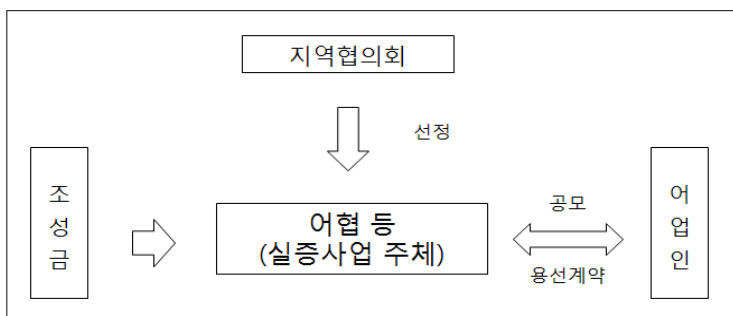 지역협의회
선정
조성금
어협 등
(실증사업 주체)
공모
용선계약
어업인